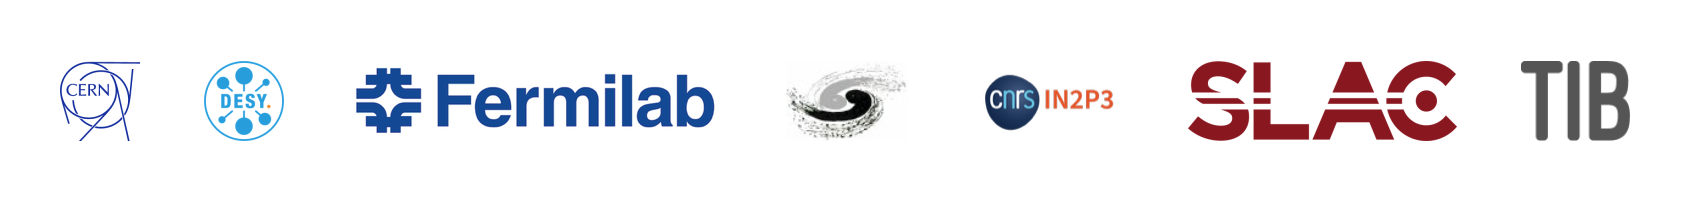 CERN
DESY.
Fermilab
cnrs IN2P3
SLAC
TIB